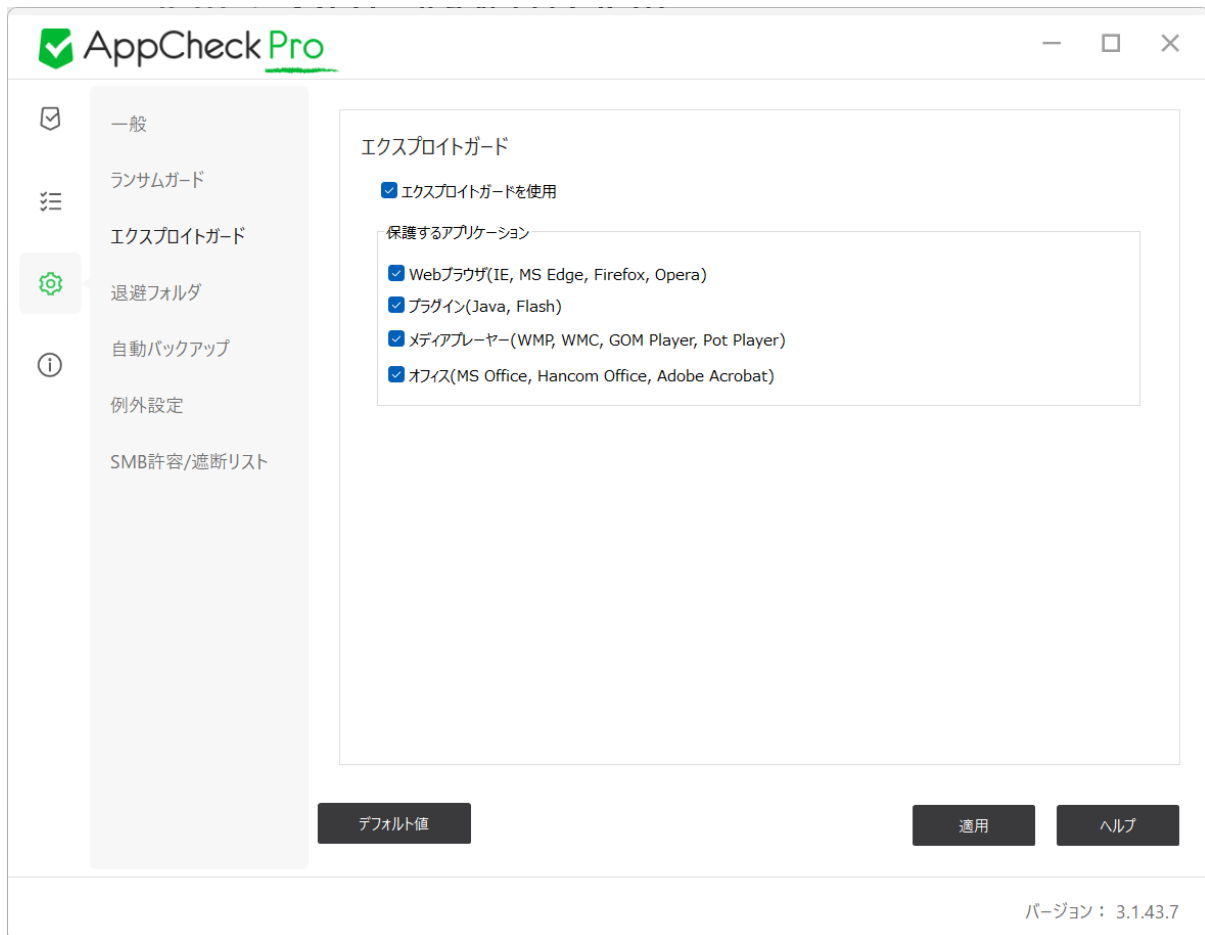 AppCheck Pro
一般
ランサムガード
エクスプロイトガード
退避フォルダ
自動バックアップ
例外設定
SMB許容/遮断リスト
エクスプロイトガード
エクスプロイトガードを使用
保護するアプリケーション
Webブラウザ(IE, MS Edge, Firefox, Opera)
プラグイン(Java, Flash)
メディアプレーヤー(WMP, WMC, GOM Player, Pot Player)
オフィス(MS Office, Hancom Office, Adobe Acrobat)
デフォルト値
適用
ヘルプ
バージョン： 3.1.43.7